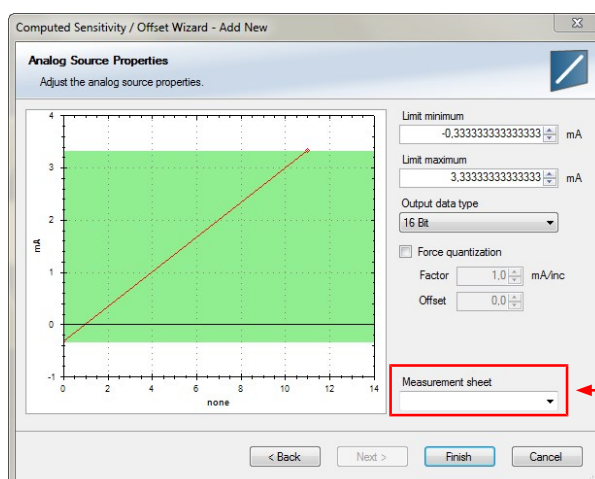 Computed Sensitivity / Offset Wizard - Add New
Analog Source Properties
Adjust the analog source properties.
4
3
2
1
0
-1
mA
0 2 4 6 8 10 12 14
none
Limit minimum
-0,333333333333333 mA
Limit maximum
3,33333333333333 mA
Output data type
16 Bit
Force quantization
Factor 1,0 mA/inc
Offset 0,0
Measurement sheet
< Back Next > Finish Cancel